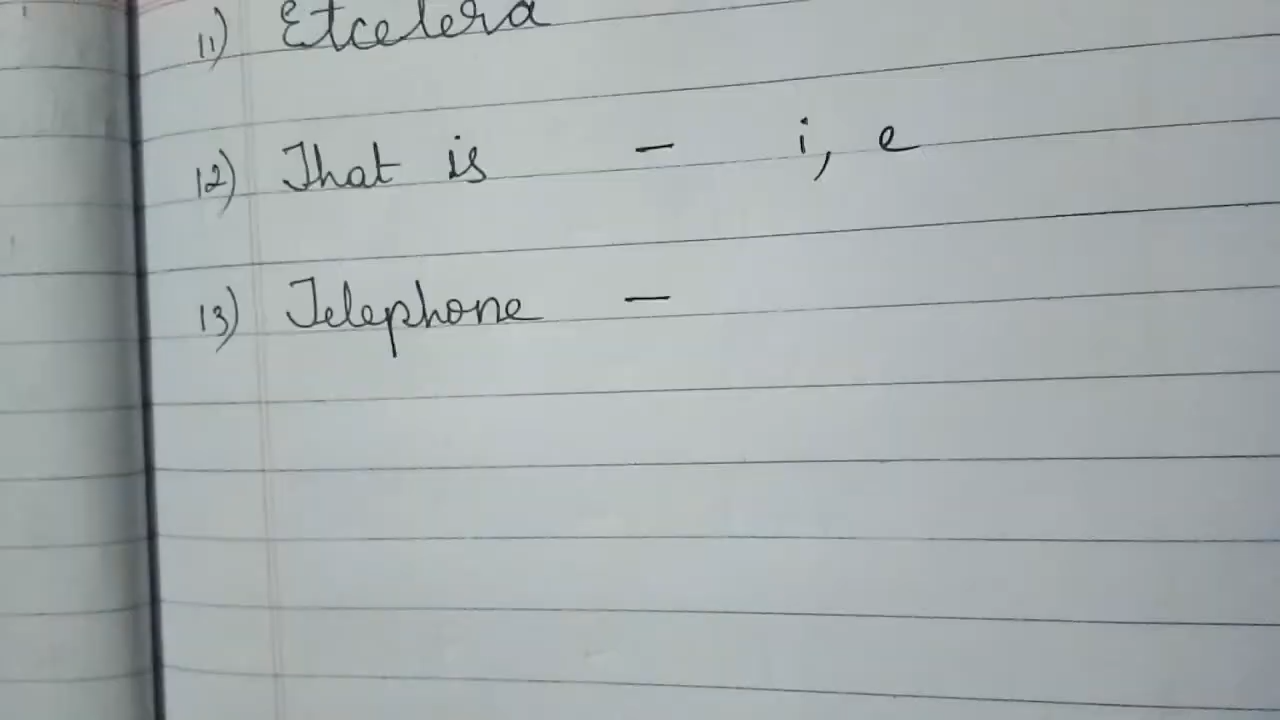 11) Etcetera
12) That is - i, e
13) Telephone -